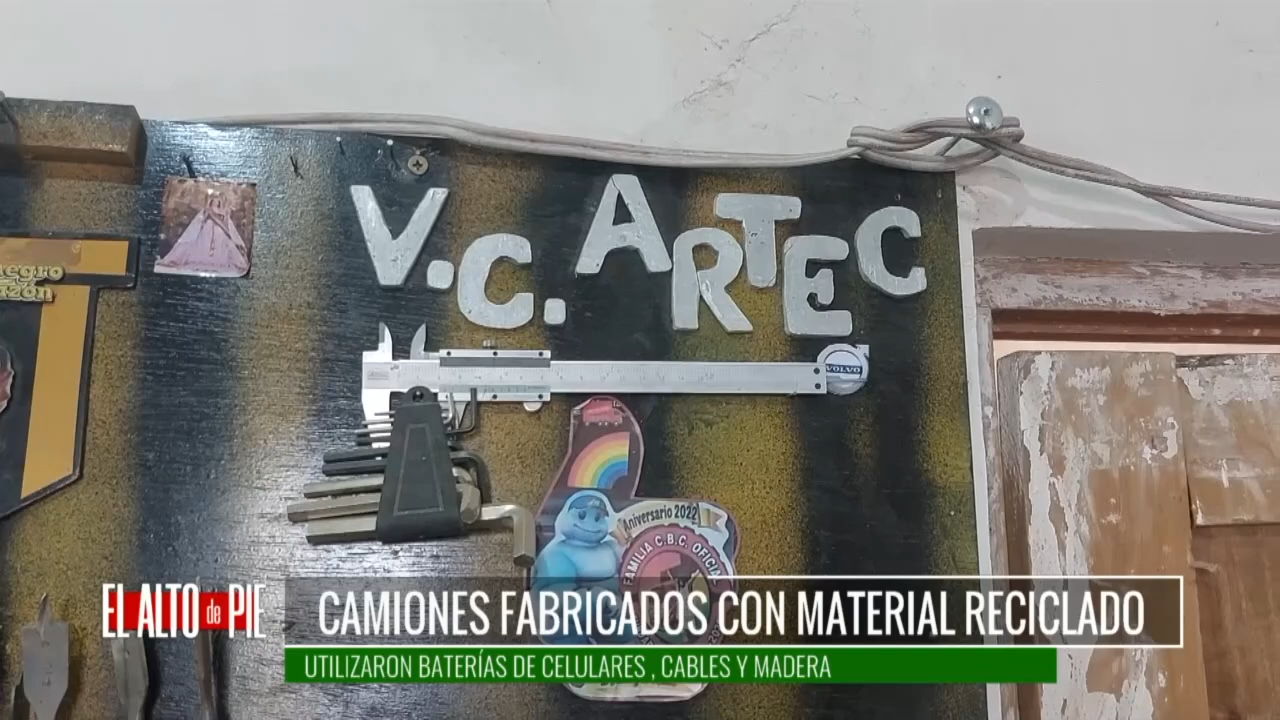 V.C. ARTEC
negro
VOLVO
Aniversario 2022
FAMILIA C.B.C. OFICIAL
EL ALTO de PIE
CAMIONES FABRICADOS CON MATERIAL RECICLADO
UTILIZARON BATERÍAS DE CELULARES , CABLES Y MADERA